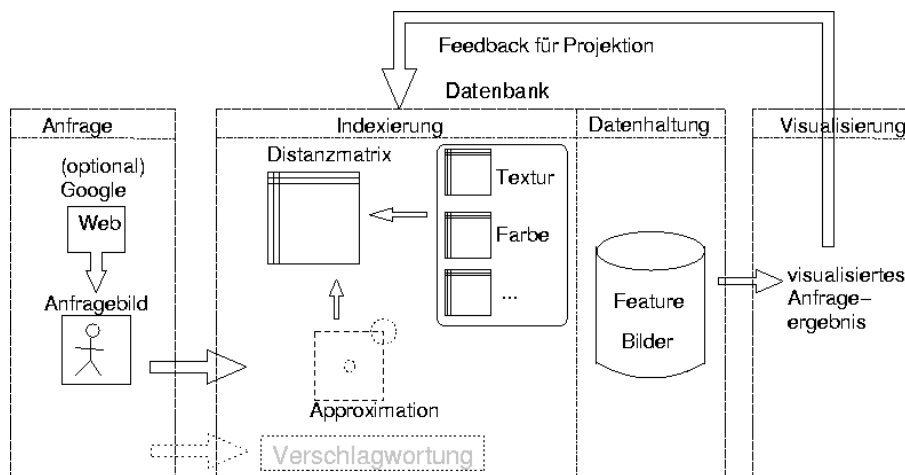 Feedback für Projektion
Datenbank
Anfrage
Indexierung
Datenhaltung
Visualisierung
(optional)
Google
Web
Anfragebild
Distanzmatrix
Textur
Farbe
...
Approximation
Verschlagwortung
Feature
Bilder
visualisiertes
Anfrage-
ergebnis